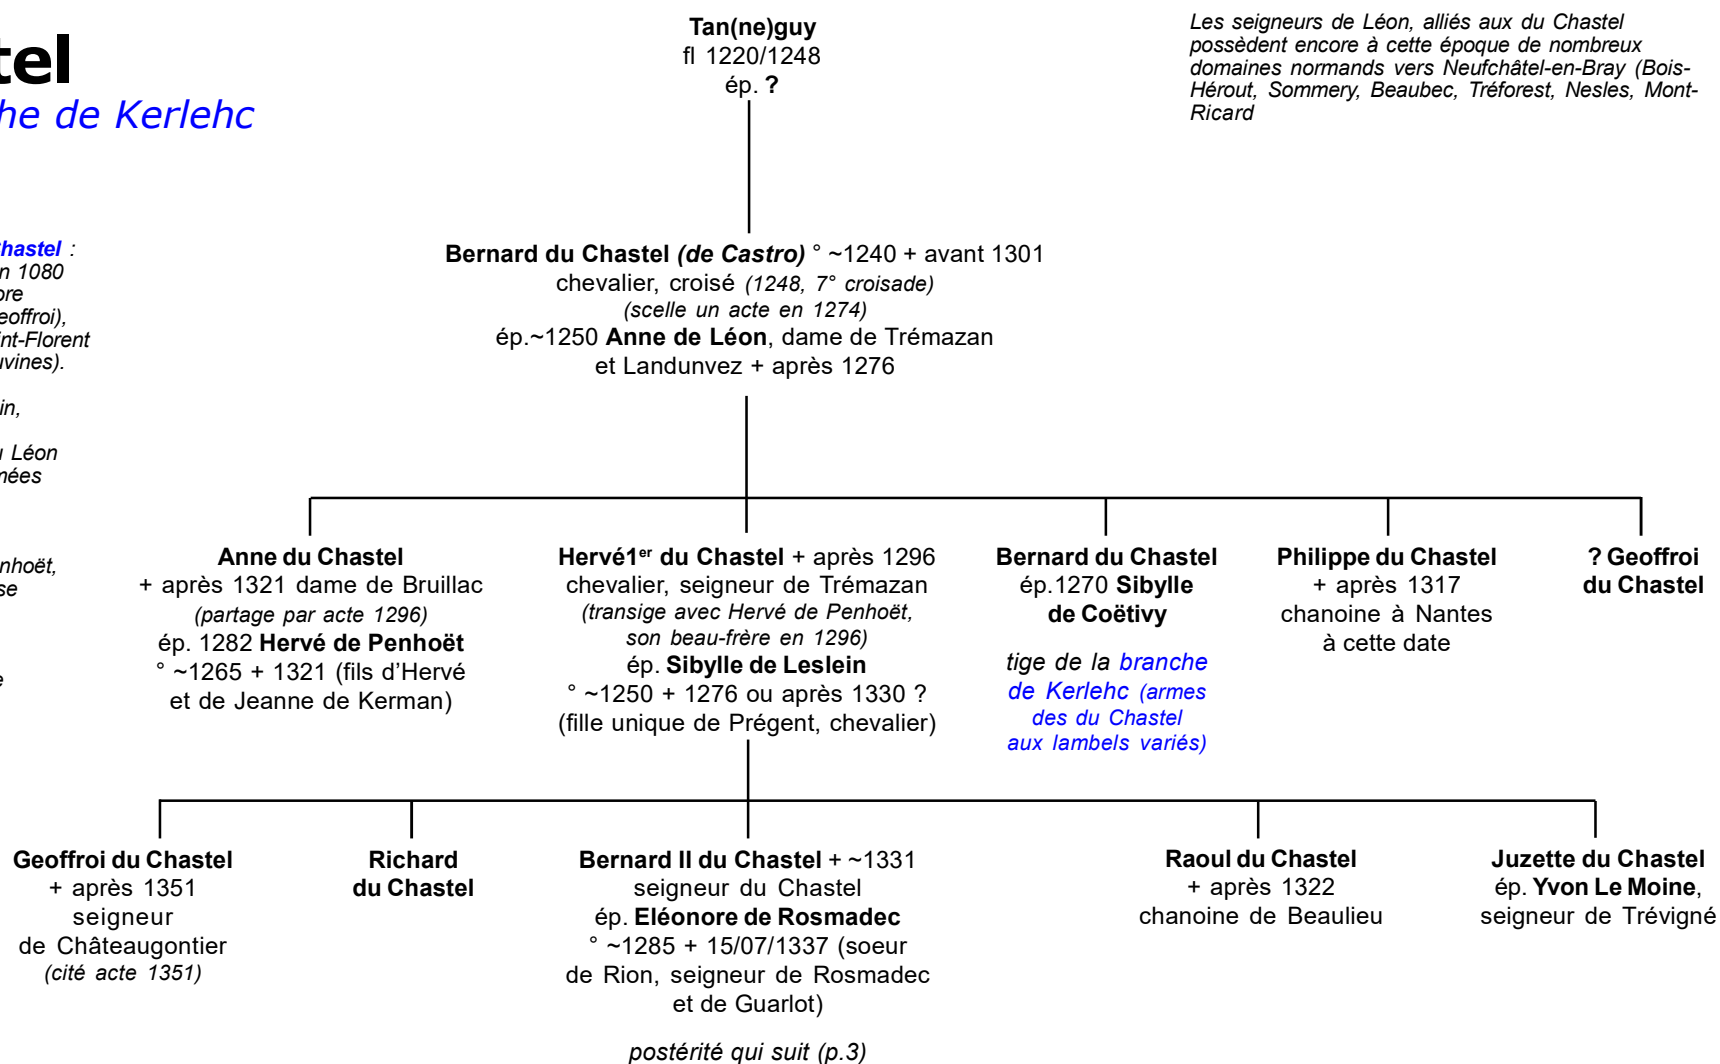 Tan(ne)guy
fl 1220/1248
ép. ?
Les seigneurs de Léon, alliés aux du Chastel
possèdent encore à cette époque de nombreux
domaines normands vers Neufchâtel-en-Bray (Bois-
Hérout, Sommery, Beaubec, Tréforest, Nesles, Mont-
Ricard
tel
he de Kerlehc
Chastel :
n 1080
ore
eoffroi),
int-Florent
uvines).
in,
u Léon
mées
nhoët,
se
e
Bernard du Chastel (de Castro) ° ~1240 + avant 1301
chevalier, croisé (1248, 7° croisade)
(scelle un acte en 1274)
ép.~1250 Anne de Léon, dame de Trémazan
et Landunvez + après 1276
Anne du Chastel
+ après 1321 dame de Bruillac
(partage par acte 1296)
ép. 1282 Hervé de Penhoët
° ~1265 + 1321 (fils d'Hervé
et de Jeanne de Kerman)
Hervé1er du Chastel + après 1296
chevalier, seigneur de Trémazan
(transige avec Hervé de Penhoët,
son beau-frère en 1296)
ép. Sibylle de Leslein
° ~1250 + 1276 ou après 1330 ?
(fille unique de Prégent, chevalier)
Bernard du Chastel
ép.1270 Sibylle
de Coëtivy
tige de la branche
de Kerlehc (armes
des du Chastel
aux lambels variés)
Philippe du Chastel
+ après 1317
chanoine à Nantes
à cette date
? Geoffroi
du Chastel
Geoffroi du Chastel
+ après 1351
seigneur
de Châteaugontier
(cité acte 1351)
Richard
du Chastel
Bernard II du Chastel + ~1331
seigneur du Chastel
ép. Eléonore de Rosmadec
° ~1285 + 15/07/1337 (soeur
de Rion, seigneur de Rosmadec
et de Guarlot)
postérité qui suit (p.3)
Raoul du Chastel
+ après 1322
chanoine de Beaulieu
Juzette du Chastel
ép. Yvon Le Moine,
seigneur de Trévigné